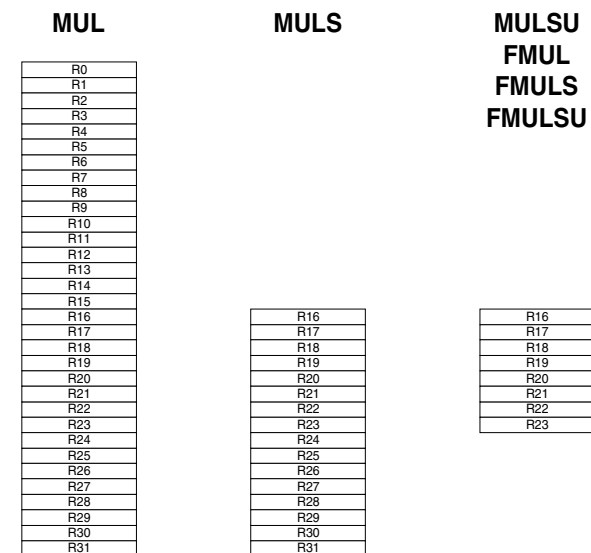 MUL
MULS
MULSU
FMUL
FMULS
FMULSU
R0
R1
R2
R3
R4
R5
R6
R7
R8
R9
R10
R11
R12
R13
R14
R15
R16
R17
R18
R19
R20
R21
R22
R23
R24
R25
R26
R27
R28
R29
R30
R31
R16
R17
R18
R19
R20
R21
R22
R23
R24
R25
R26
R27
R28
R29
R30
R31
R16
R17
R18
R19
R20
R21
R22
R23